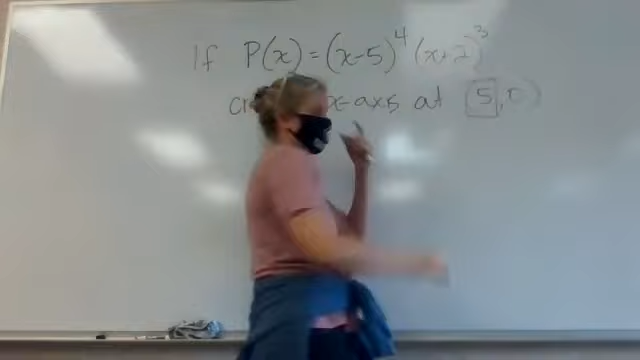 If P(x) = (x-5)⁴ (x+2)³
x-axis at (5, 0)